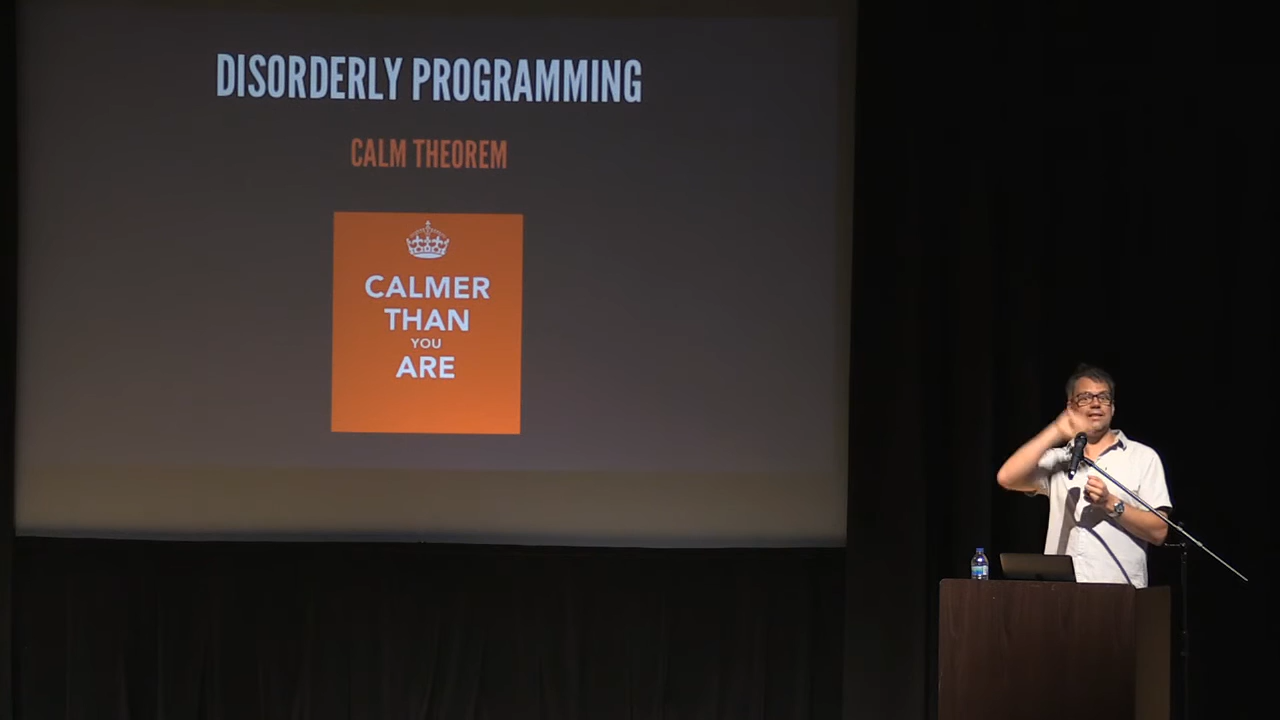 DISORDERLY PROGRAMMING
CALM THEOREM
CALMER
THAN
YOU
ARE